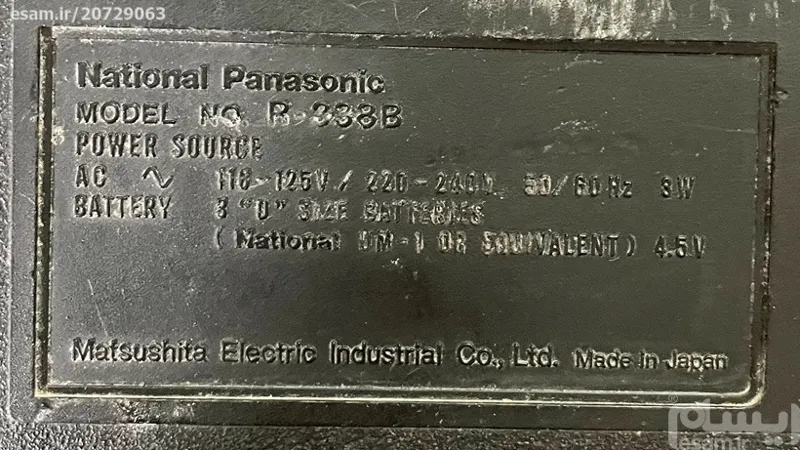 esam.ir/20729063
National Panasonic
MODEL NO. R-338B
POWER SOURCE
AC ∿ 118-125V/220-240V 50/60Hz 3W
BATTERY 3 "D" SIZE BATTERIES
(National UM-1 OR EQUIVALENT) 4.5V
Matsushita Electric Industrial Co., Ltd. Made in Japan
ایسام
esam.ir